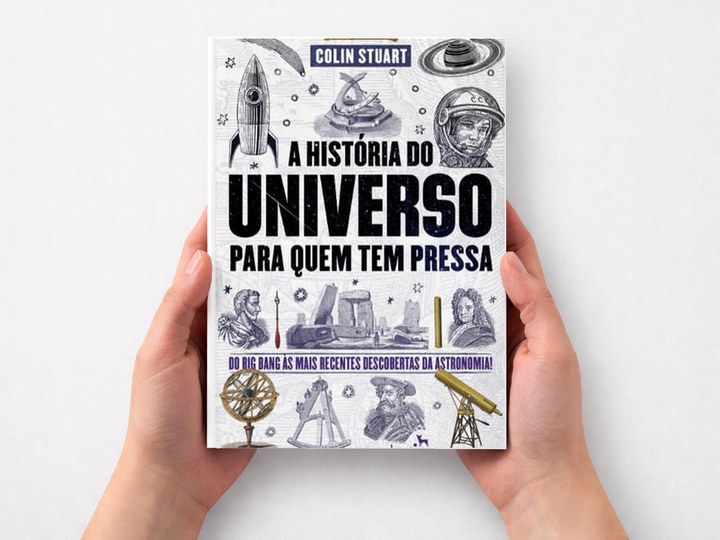 COLIN STUART
A HISTÓRIA DO
UNIVERSO
PARA QUEM TEM PRESSA
DO BIG BANG ÀS MAIS RECENTES DESCOBERTAS DA ASTRONOMIA!